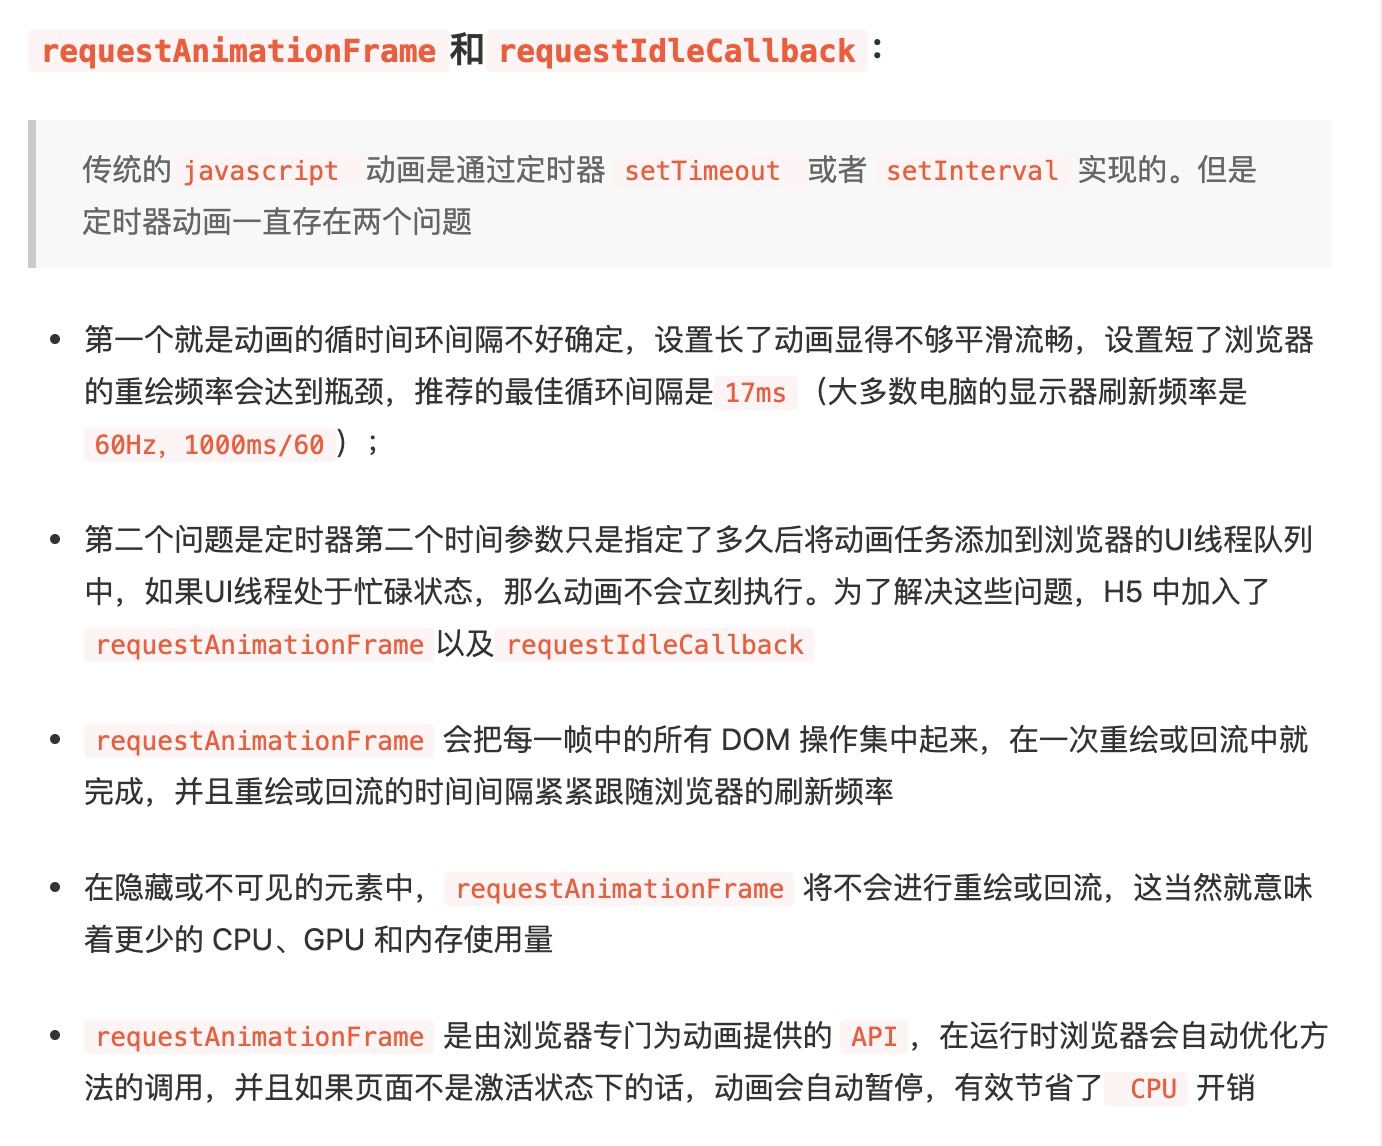 requestAnimationFrame 和 requestIdleCallback：
传统的 javascript 动画是通过定时器 setTimeout 或者 setInterval 实现的。但是
定时器动画一直存在两个问题
• 第一个就是动画的循时间环间隔不好确定，设置长了动画显得不够平滑流畅，设置短了浏览器
的重绘频率会达到瓶颈，推荐的最佳循环间隔是 17ms （大多数电脑的显示器刷新频率是
60Hz，1000ms/60 ）；
• 第二个问题是定时器第二个时间参数只是指定了多久后将动画任务添加到浏览器的UI线程队列
中，如果UI线程处于忙碌状态，那么动画不会立刻执行。为了解决这些问题，H5 中加入了
requestAnimationFrame 以及 requestIdleCallback
• requestAnimationFrame 会把每一帧中的所有 DOM 操作集中起来，在一次重绘或回流中就
完成，并且重绘或回流的时间间隔紧紧跟随浏览器的刷新频率
• 在隐藏或不可见的元素中， requestAnimationFrame 将不会进行重绘或回流，这当然就意味
着更少的 CPU、GPU 和内存使用量
• requestAnimationFrame 是由浏览器专门为动画提供的 API ，在运行时浏览器会自动优化方
法的调用，并且如果页面不是激活状态下的话，动画会自动暂停，有效节省了 CPU 开销